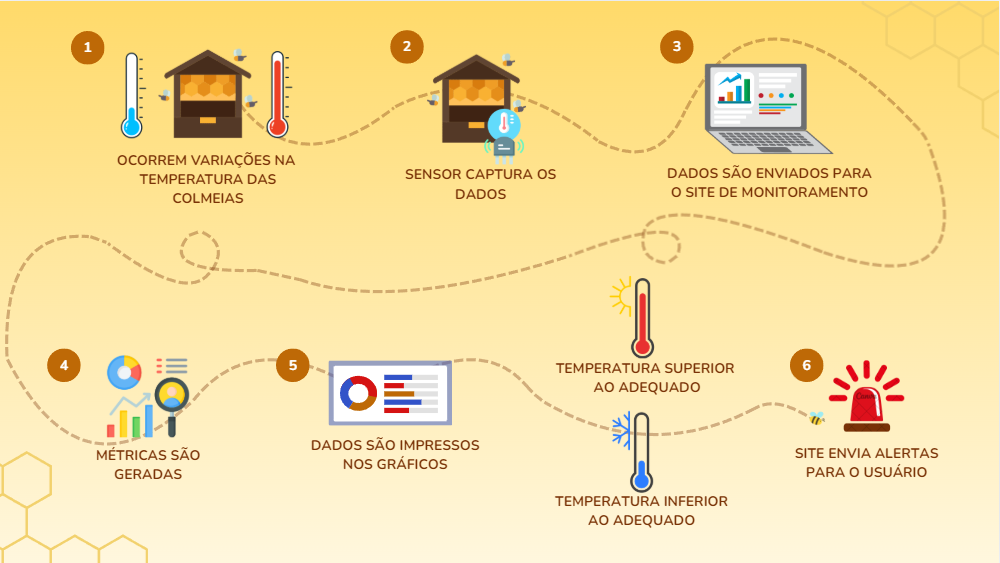 1
OCORREM VARIAÇÕES NA
TEMPERATURA DAS
COLMEIAS
2
SENSOR CAPTURA OS
DADOS
3
DADOS SÃO ENVIADOS PARA
O SITE DE MONITORAMENTO
4
MÉTRICAS SÃO
GERADAS
5
DADOS SÃO IMPRESSOS
NOS GRÁFICOS
TEMPERATURA SUPERIOR
AO ADEQUADO
TEMPERATURA INFERIOR
AO ADEQUADO
6
SITE ENVIA ALERTAS
PARA O USUÁRIO